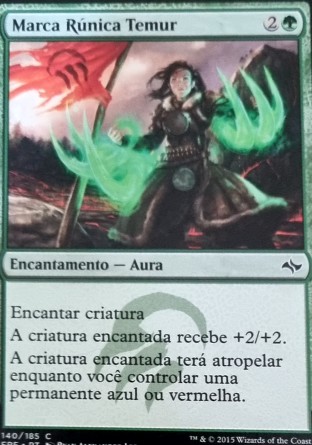 Marca Rúnica Temur 2
Encantamento — Aura
Encantar criatura
A criatura encantada recebe +2/+2.
A criatura encantada terá atropelar
enquanto você controlar uma
permanente azul ou vermelha.
140/185 C
™ & © 2015 Wizards of the Coast